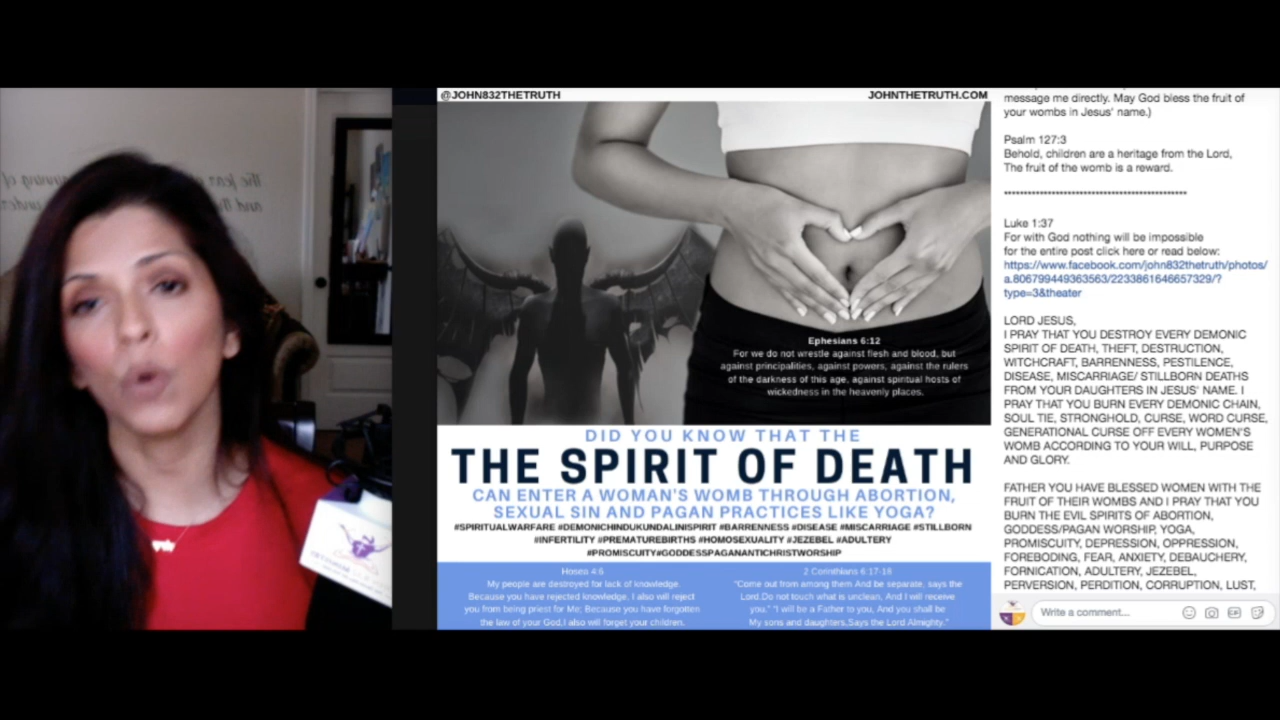 @JOHN832THETRUTH
JOHNTHETRUTH.COM
Ephesians 6:12
For we do not wrestle against flesh and blood, but
against principalities, against powers, against the rulers
of the darkness of this age, against spiritual hosts of
wickedness in the heavenly places.
DID YOU KNOW THAT THE
THE SPIRIT OF DEATH
CAN ENTER A WOMAN'S WOMB THROUGH ABORTION,
SEXUAL SIN AND PAGAN PRACTICES LIKE YOGA?
#SPIRITUALWARFARE #DEMONICHINDUKUNDALINISPIRIT #BARRENNESS #DISEASE #MISCARRIAGE #STILLBORN
#INFERTILITY #PREMATUREBIRTHS #HOMOSEXUALITY #JEZEBEL #ADULTERY
#PROMISCUITY#GODDESSPAGANANTICHRISTWORSHIP
Hosea 4:6
My people are destroyed for lack of knowledge.
Because you have rejected knowledge, I also will reject
you from being priest for Me; Because you have forgotten
the law of your God,I also will forget your children.
2 Corinthians 6:17-18
"Come out from among them And be separate, says the
Lord.Do not touch what is unclean, And I will receive
you." "I will be a Father to you, And you shall be
My sons and daughters,Says the Lord Almighty."
message me directly. May God bless the fruit of
your wombs in Jesus' name.)
Psalm 127:3
Behold, children are a heritage from the Lord,
The fruit of the womb is a reward.
***********************************************
Luke 1:37
For with God nothing will be impossible
for the entire post click here or read below:
https://www.facebook.com/john832thetruth/photos/
a.806799449363563/2233861646657329/?
type=3&theater
LORD JESUS,
I PRAY THAT YOU DESTROY EVERY DEMONIC
SPIRIT OF DEATH, THEFT, DESTRUCTION,
WITCHCRAFT, BARRENNESS, PESTILENCE,
DISEASE, MISCARRIAGE/ STILLBORN DEATHS
FROM YOUR DAUGHTERS IN JESUS' NAME. I
PRAY THAT YOU BURN EVERY DEMONIC CHAIN,
SOUL TIE, STRONGHOLD, CURSE, WORD CURSE,
GENERATIONAL CURSE OFF EVERY WOMEN'S
WOMB ACCORDING TO YOUR WILL, PURPOSE
AND GLORY.
FATHER YOU HAVE BLESSED WOMEN WITH THE
FRUIT OF THEIR WOMBS AND I PRAY THAT YOU
BURN THE EVIL SPIRITS OF ABORTION,
GODDESS/PAGAN WORSHIP, YOGA,
PROMISCUITY, DEPRESSION, OPPRESSION,
FOREBODING, FEAR, ANXIETY, DEBAUCHERY,
FORNICATION, ADULTERY, JEZEBEL,
PERVERSION, PERDITION, CORRUPTION, LUST,
Write a comment...